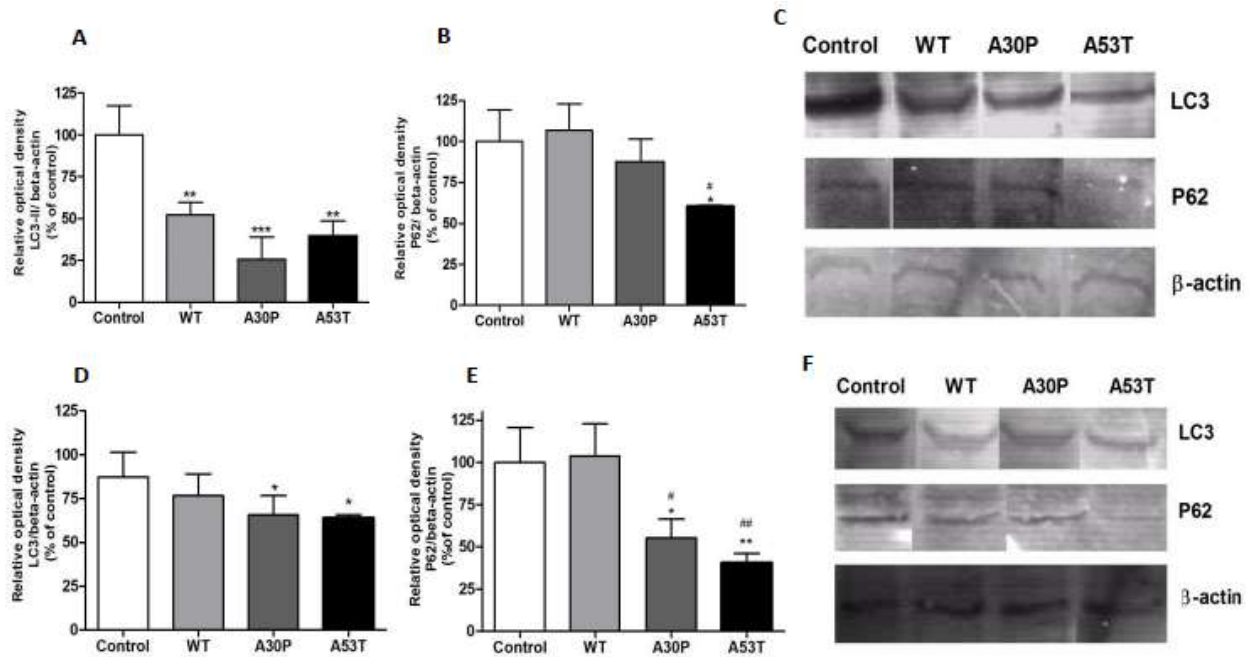 A
Relative optical density
LC3-II/ beta-actin
(% of control)
125
100
75
50
25
0
**
***
**
Control WT A30P A53T
B
Relative optical density
P62/ beta-actin
(% of control)
125
100
75
50
25
0
#
*
Control WT A30P A53T
C
Control WT A30P A53T
LC3
P62
β-actin
D
Relative optical density
LC3/beta-actin
(% of control)
125
100
75
50
25
0
*
*
Control WT A30P A53T
E
Relative optical density
P62/beta-actin
(%of control)
125
100
75
50
25
0
#
*
##
**
Control WT A30P A53T
F
Control WT A30P A53T
LC3
P62
β-actin